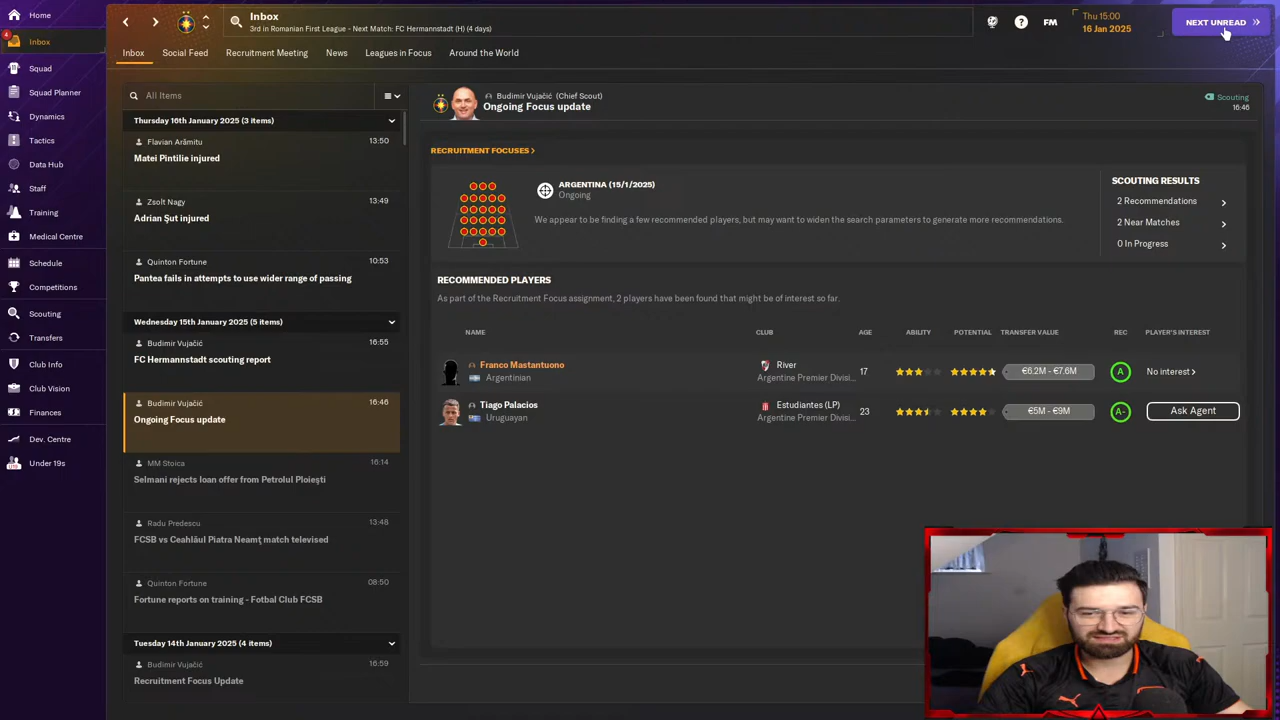 Home
4
Inbox
Squad
Squad Planner
Dynamics
Tactics
Data Hub
Staff
Training
Medical Centre
Schedule
Competitions
Scouting
Transfers
Club Info
Club Vision
Finances
Dev. Centre
Under 19s
Inbox
3rd in Romanian First League - Next Match: FC Hermannstadt (H) (4 days)
FM
Thu 15:00
16 Jan 2025
NEXT UNREAD
Inbox
Social Feed
Recruitment Meeting
News
Leagues in Focus
Around the World
All Items
Thursday 16th January 2025 (3 items)
Flavian Arămitu 13:50
Matei Pintilie injured
Zsolt Nagy 13:49
Adrian Șut injured
Quinton Fortune 10:53
Pantea fails in attempts to use wider range of passing
Wednesday 15th January 2025 (5 items)
Budimir Vujačić 16:55
FC Hermannstadt scouting report
Budimir Vujačić 16:46
Ongoing Focus update
MM Stoica 16:14
Selmani rejects loan offer from Petrolul Ploiești
Radu Predescu 13:48
FCSB vs Ceahlăul Piatra Neamț match televised
Quinton Fortune 08:50
Fortune reports on training - Fotbal Club FCSB
Tuesday 14th January 2025 (4 items)
Budimir Vujačić 16:59
Recruitment Focus Update
Budimir Vujačić (Chief Scout)
Ongoing Focus update
Scouting
16:46
RECRUITMENT FOCUSES
ARGENTINA (15/1/2025)
Ongoing
We appear to be finding a few recommended players, but may want to widen the search parameters to generate more recommendations.
SCOUTING RESULTS
2 Recommendations
2 Near Matches
0 In Progress
RECOMMENDED PLAYERS
As part of the Recruitment Focus assignment, 2 players have been found that might be of interest so far.
NAME CLUB AGE ABILITY POTENTIAL TRANSFER VALUE REC PLAYER'S INTEREST
Franco Mastantuono River 17 €6.2M - €7.6M A No interest
Argentinian Argentine Premier Divisi...
Tiago Palacios Estudiantes (LP) 23 €5M - €9M A- Ask Agent
Uruguayan Argentine Premier Divisi...